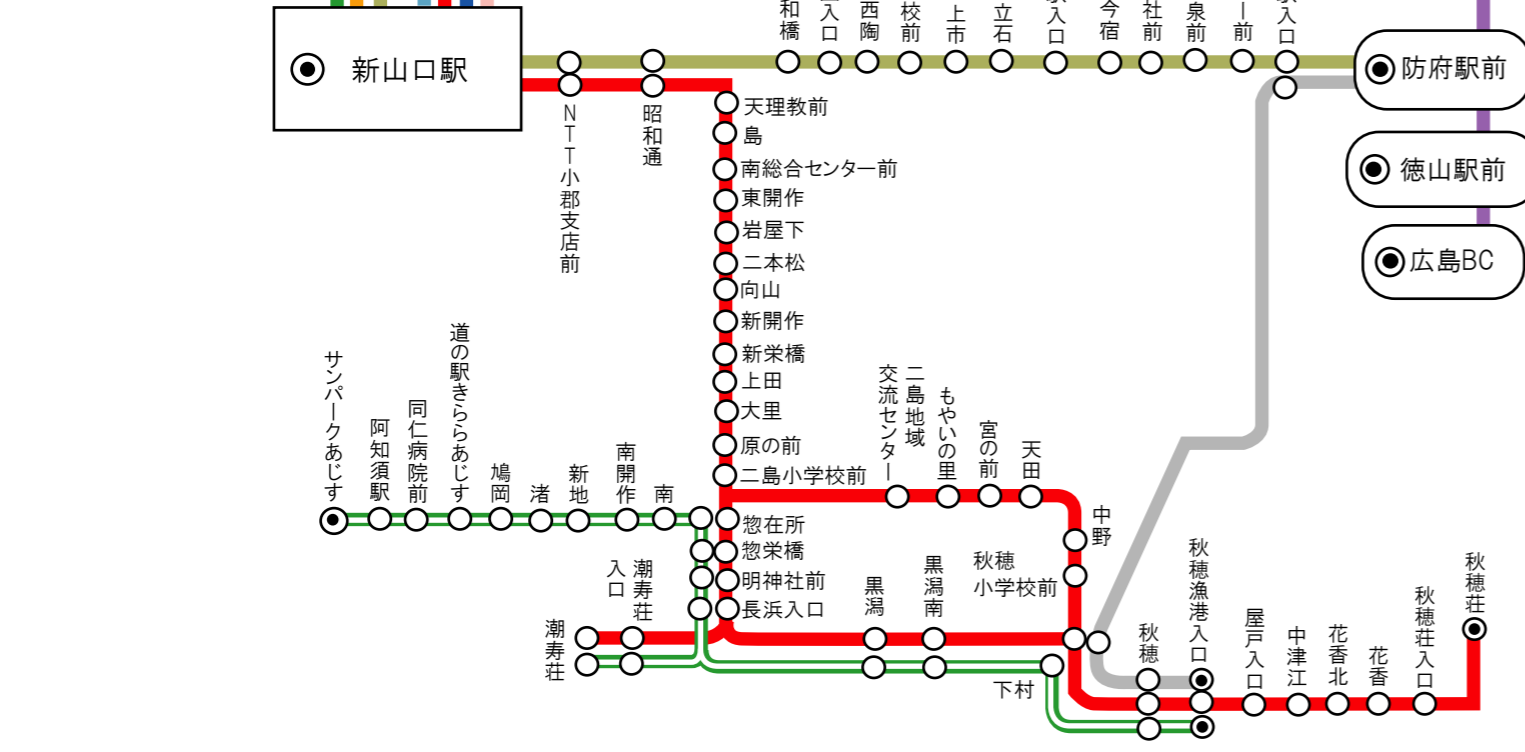 新山口駅
和橋
入口
西陶
校前
上市
立石
入口
今宿
社前
泉前
ー前
入口
防府駅前
徳山駅前
広島BC
NTT小郡支店前
昭和通
天理教前
島
南総合センター前
東開作
岩屋下
二本松
向山
新開作
新栄橋
上田
大里
原の前
二島小学校前
サンパークあじす
阿知須駅
同仁病院前
道の駅きららあじす
鳩岡
渚
新地
南開作
南
二島地域
交流センター
もやいの里
宮の前
天田
中野
秋穂
小学校前
惣在所
惣栄橋
明神社前
長浜入口
潮寿荘
入口
潮寿荘
黒潟
黒潟南
下村
秋穂
秋穂漁港入口
屋戸入口
中津江
花香北
花香
秋穂荘入口
秋穂荘